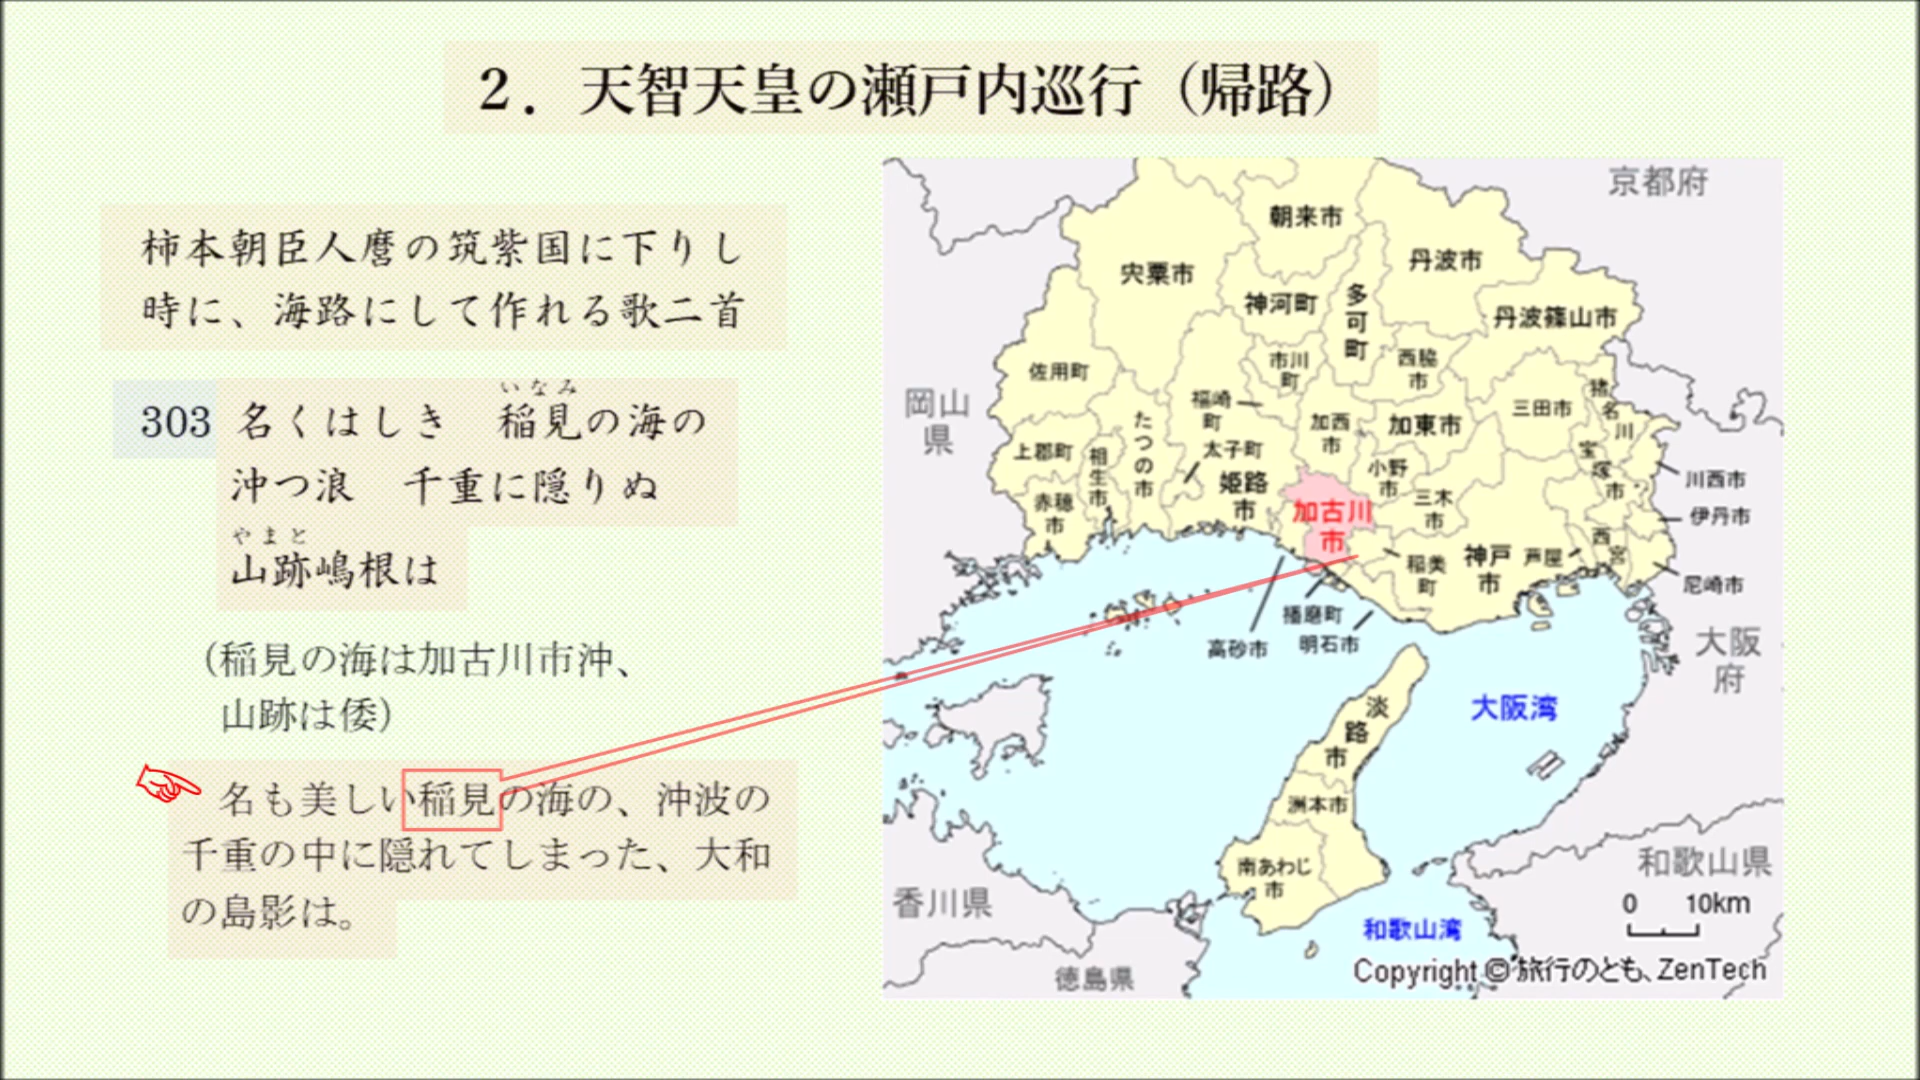 2．天智天皇の瀬戸内巡行（帰路）
柿本朝臣人麿の筑紫国に下りし
時に、海路にして作れる歌二首
いなみ
303 名くはしき 稲見の海の
沖つ浪 千重に隠りぬ
やまと
山跡嶋根は
（稲見の海は加古川市沖、
山跡は倭）
名も美しい稲見の海の、沖波の
千重の中に隠れてしまった、大和
の島影は。
京都府
朝来市
丹波市
宍粟市
神河町
多可町
丹波篠山市
佐用町
市川町
西脇市
猪名川
岡山県
福崎町
加西市
加東市
三田市
たつの市
上郡町
相生市
太子町
小野市
宝塚市
川西市
赤穂市
姫路市
加古川市
三木市
伊丹市
西宮
稲美町
神戸市
芦屋
尼崎市
播磨町
高砂市
明石市
大阪府
淡路市
大阪湾
洲本市
南あわじ市
香川県
和歌山県
0 10km
和歌山湾
徳島県
Copyright © 旅行のとも、ZenTech